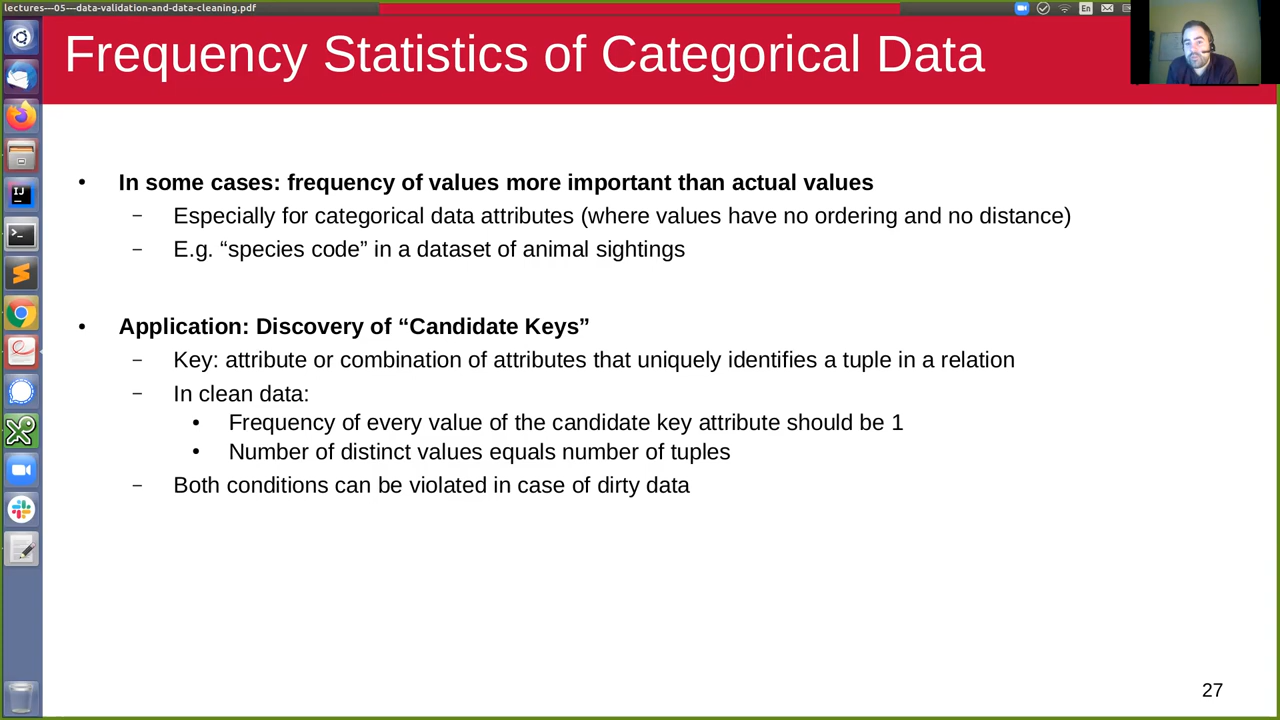 lectures---05---data-validation-and-data-cleaning.pdf
En
Frequency Statistics of Categorical Data
• In some cases: frequency of values more important than actual values
– Especially for categorical data attributes (where values have no ordering and no distance)
– E.g. “species code” in a dataset of animal sightings
• Application: Discovery of “Candidate Keys”
– Key: attribute or combination of attributes that uniquely identifies a tuple in a relation
– In clean data:
• Frequency of every value of the candidate key attribute should be 1
• Number of distinct values equals number of tuples
– Both conditions can be violated in case of dirty data
IJ
27